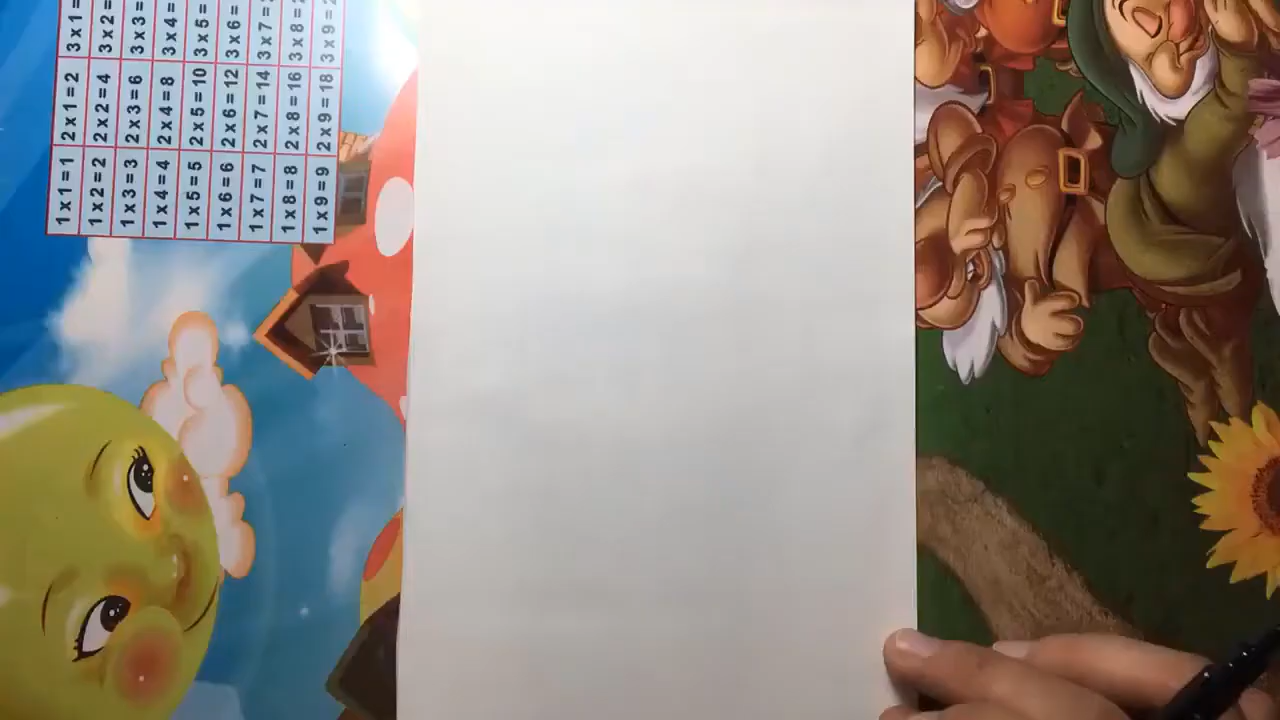 1 x 1 = 1 2 x 1 = 2 3 x 1 =
1 x 2 = 2 2 x 2 = 4 3 x 2 =
1 x 3 = 3 2 x 3 = 6 3 x 3 =
1 x 4 = 4 2 x 4 = 8 3 x 4 =
1 x 5 = 5 2 x 5 = 10 3 x 5 =
1 x 6 = 6 2 x 6 = 12 3 x 6 =
1 x 7 = 7 2 x 7 = 14 3 x 7 =
1 x 8 = 8 2 x 8 = 16 3 x 8 = 2
1 x 9 = 9 2 x 9 = 18 3 x 9 = 2